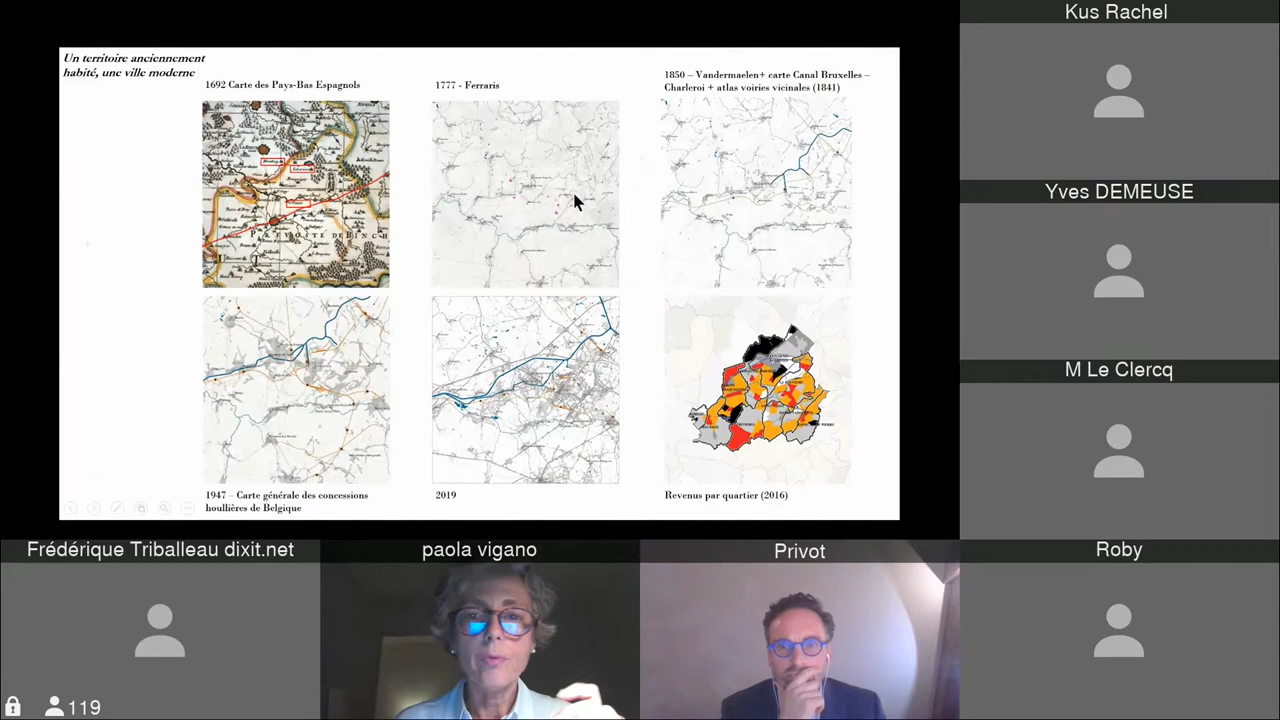 Kus Rachel
Un territoire anciennement
habité, une ville moderne
1692 Carte des Pays-Bas Espagnols
1777 - Ferraris
1850 – Vandermaelen+ carte Canal Bruxelles –
Charleroi + atlas voiries vicinales (1841)
Yves DEMEUSE
M Le Clercq
1947 – Carte générale des concessions
houllières de Belgique
2019
Revenus par quartier (2016)
Frédérique Triballeau dixit.net
paola vigano
Privot
Roby
119